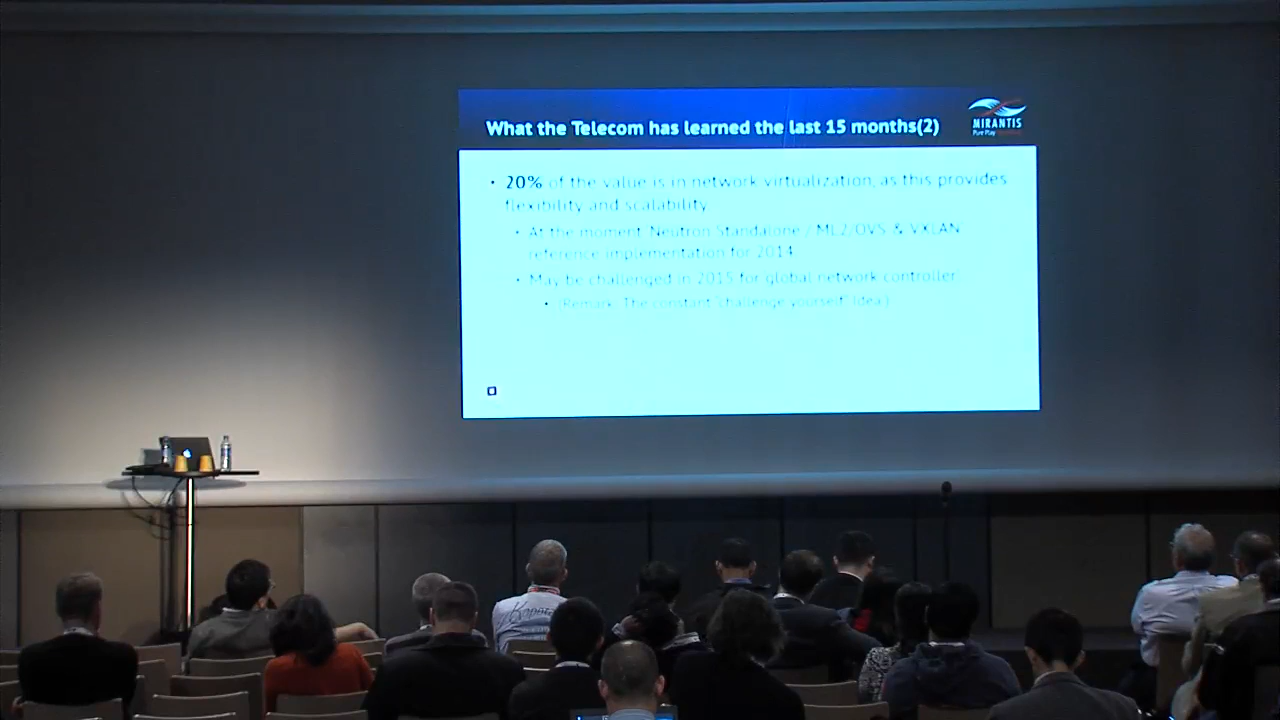 What the Telecom has learned the last 15 months(2)
MIRANTIS
Pure Play
• 20% of the value is in network virtualization, as this provides
flexibility and scalability
• At the moment Neutron Standalone / ML2/OVS & VXLAN
reference implementation for 2014
• May be challenged in 2015 for global network controller
• (Remark: The constant "challenge yourself" Idea)